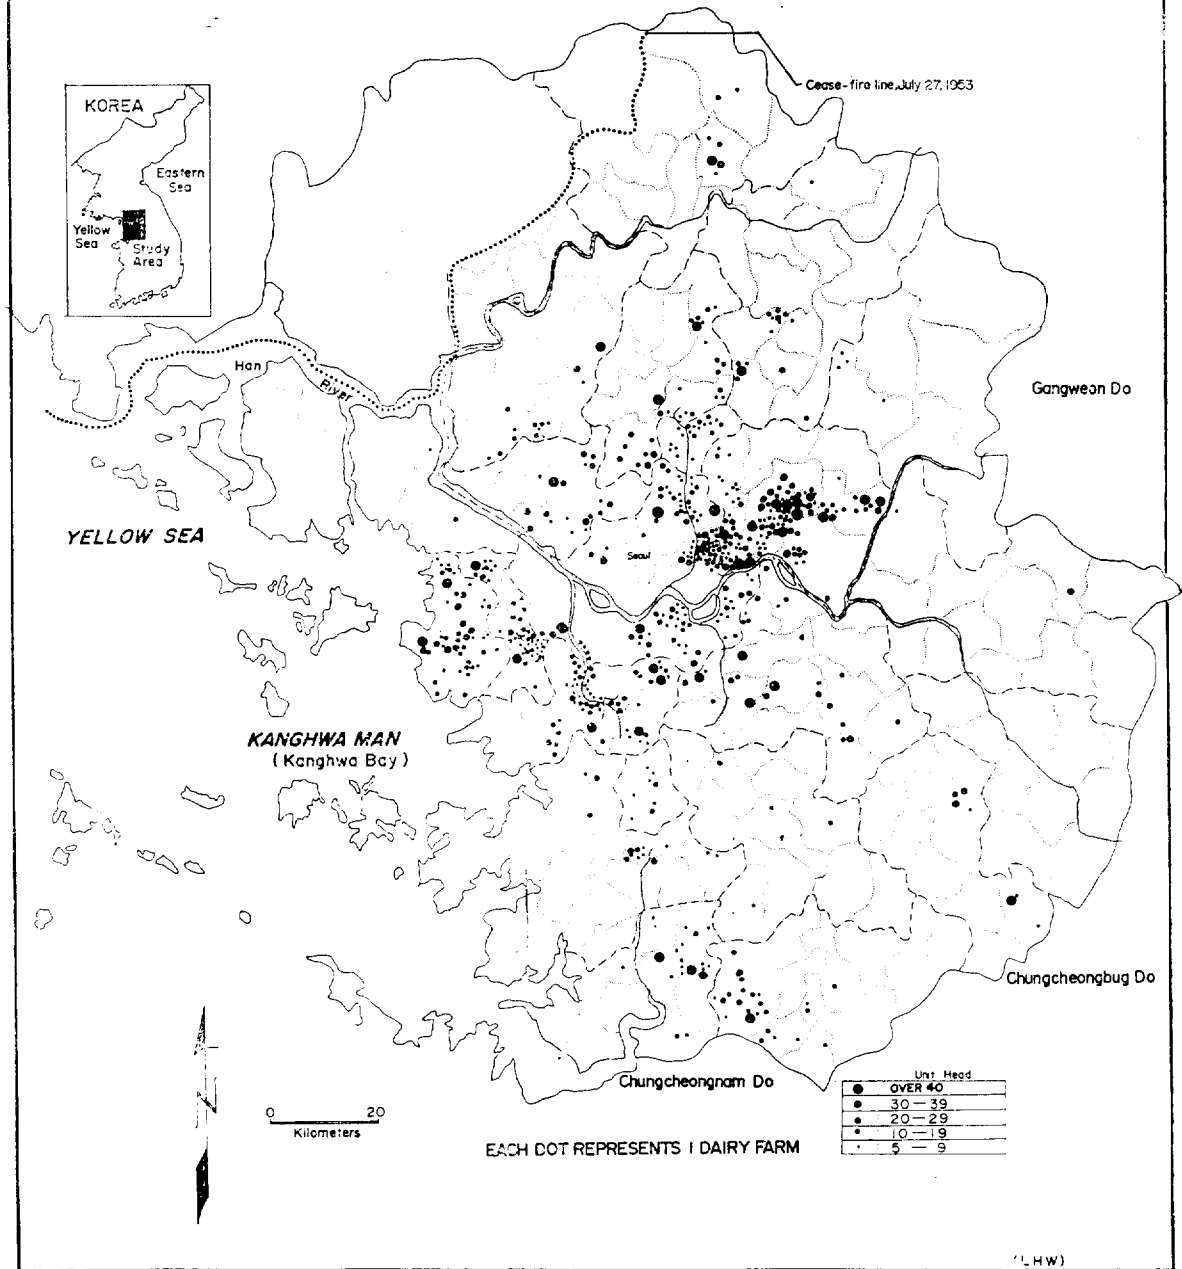 Cease-fire line, July 27, 1953
KOREA
Eastern
Sea
Yellow
Sea
Study
Area
Han
River
Gangweon Do
YELLOW SEA
Seoul
KANGHWA MAN
(Kanghwa Bay)
Chungcheongbug Do
Chungcheongnam Do
Unit Head
OVER 40
30-39
20-29
10-19
5-9
0 20
Kilometers
EACH DOT REPRESENTS 1 DAIRY FARM
N
(LHW)